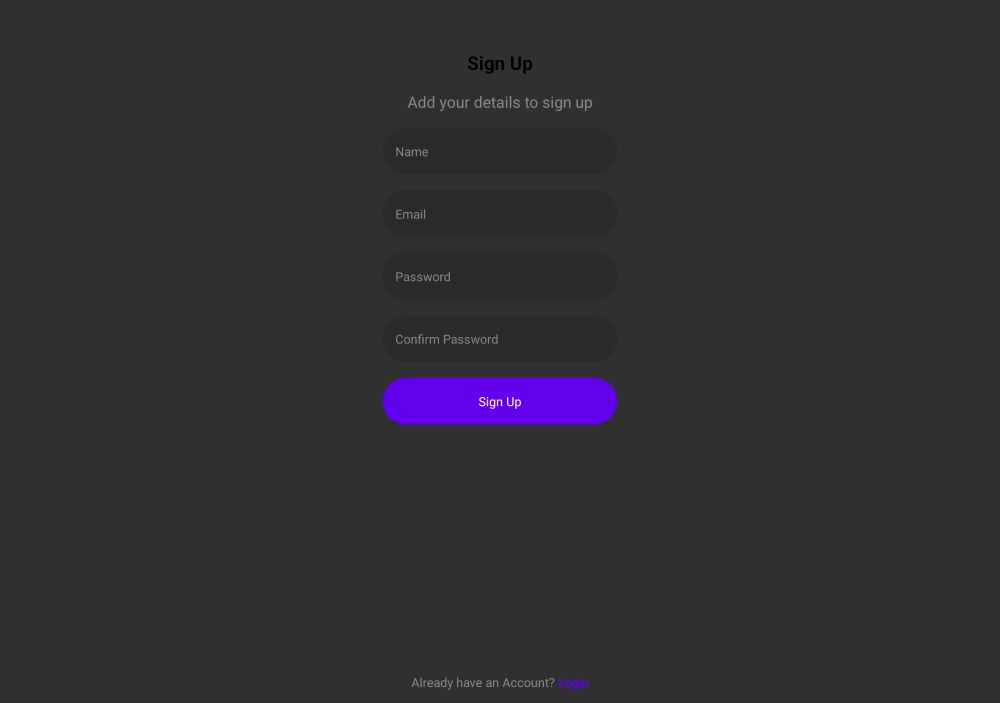 Sign Up
Add your details to sign up
Name
Email
Password
Confirm Password
Sign Up
Already have an Account? Login